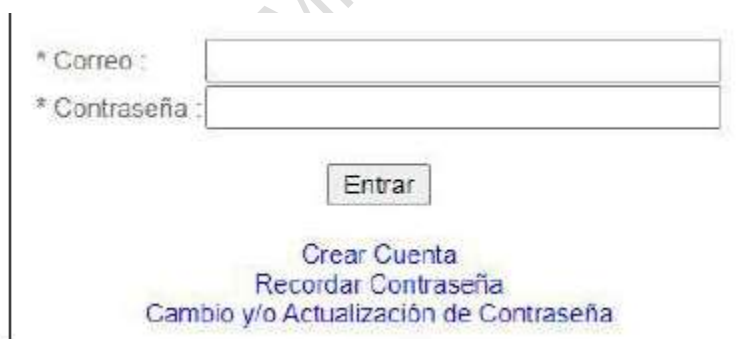 * Correo :
* Contraseña :
Entrar
Crear Cuenta
Recordar Contraseña
Cambio y/o Actualización de Contraseña